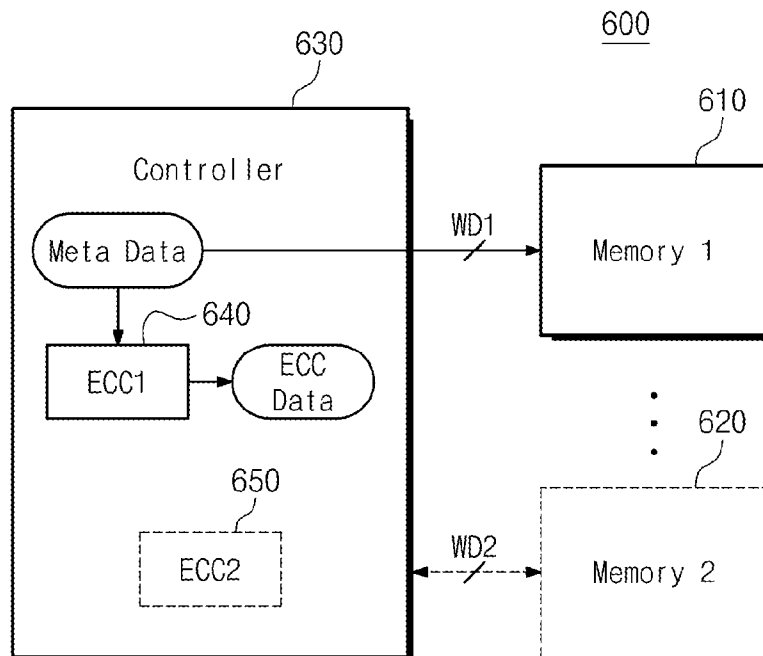 600
630
610
Controller
Meta Data
WD1
Memory 1
640
ECC1
ECC
Data
620
650
ECC2
WD2
Memory 2